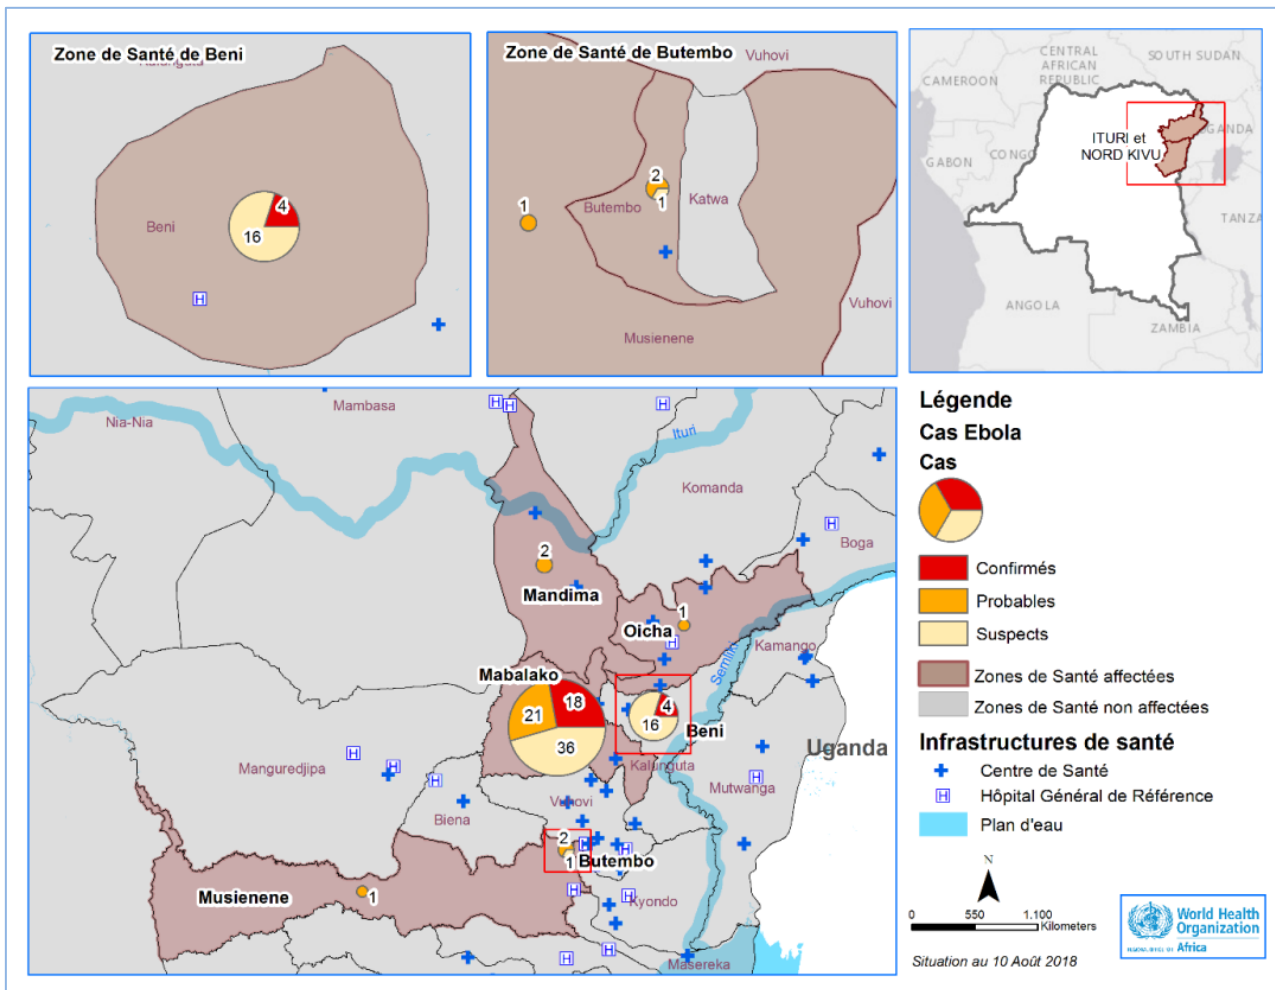 Zone de Santé de Beni
Beni
4
16
H
Zone de Santé de Butembo
Vuhovi
2
1
1
Butembo
Katwa
Vuhovi
Musienene
CENTRAL
AFRICAN
REPUBLIC
SOUTH SUDAN
CAMEROON
ITURI et
NORD KIVU
GABON
CONGO
TANZA
ANGOLA
ZAMBIA
Nia-Nia
Mambasa
H H
H
Ituri
Komanda
H
Boga
2
Mandima
1
Oicha
H
Semliki
Kamango
Mabalako
18
21
36
4
16
Beni
Uganda
Kalunguta
Manguredjipa
H
H
H
Mutwanga
H
Biena
Vuhovi
2
1
H
H
Butembo
Musienene
1
H
H
Kyondo
H
H
Masereka
Légende
Cas Ebola
Cas
Confirmés
Probables
Suspects
Zones de Santé affectées
Zones de Santé non affectées
Infrastructures de santé
Centre de Santé
H Hôpital Général de Référence
Plan d'eau
N
0 550 1.100
Kilometers
World Health
Organization
REGIONAL OFFICE FOR Africa
Situation au 10 Août 2018